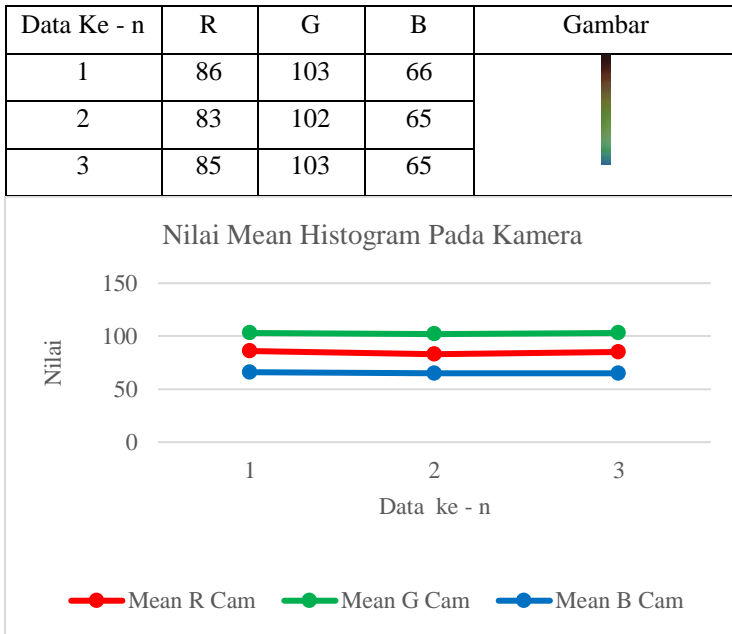 Data Ke - n R G B Gambar
1 86 103 66
2 83 102 65
3 85 103 65
Nilai Mean Histogram Pada Kamera
150
100
50
0
Nilai
1 2 3
Data ke - n
Mean R Cam Mean G Cam Mean B Cam